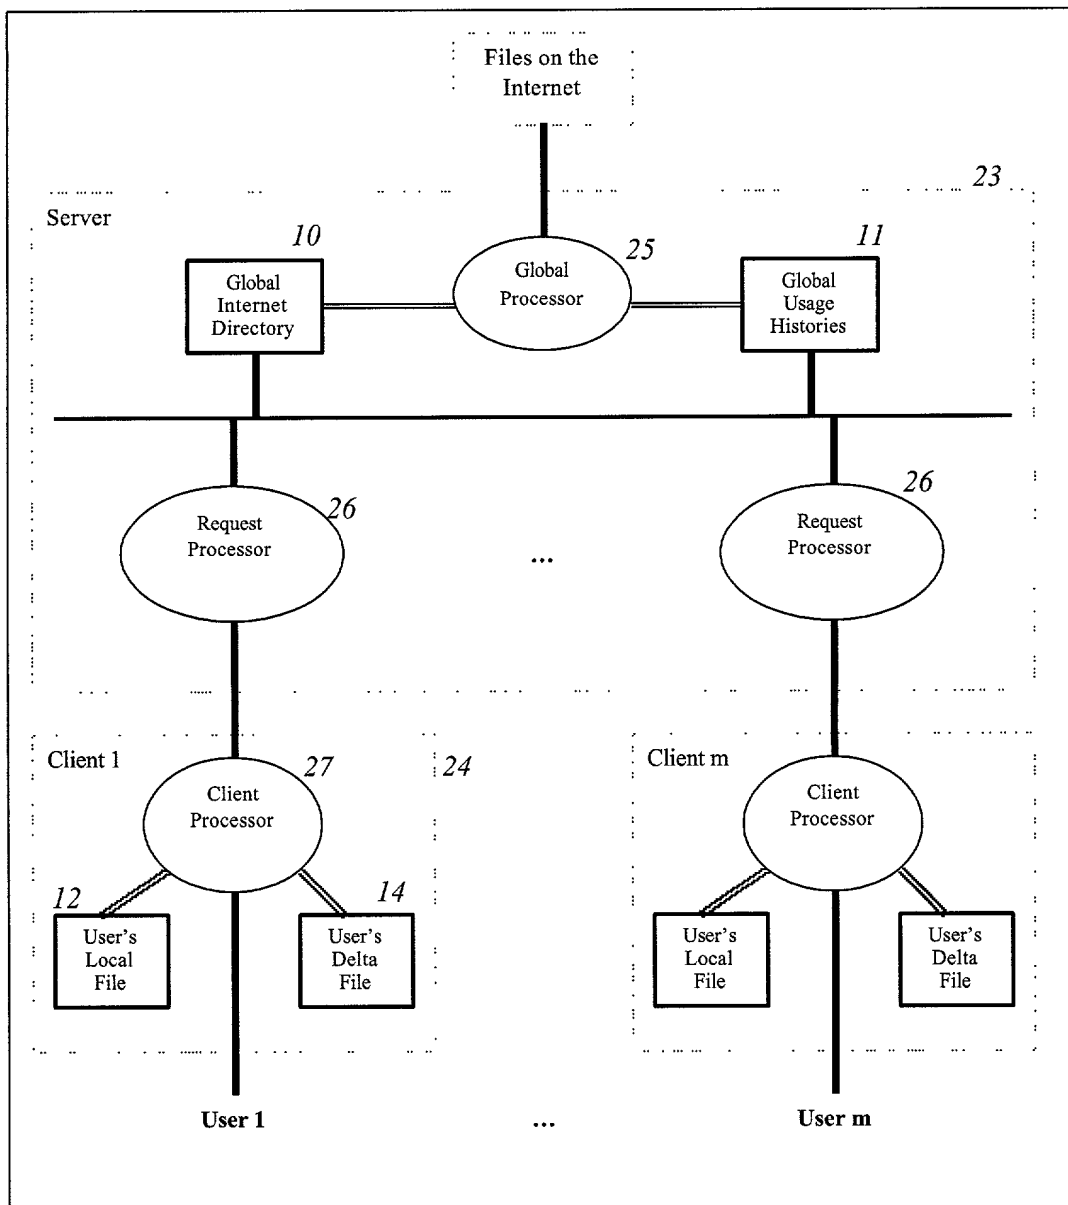 Files on the
Internet
23
Server
10
25
11
Global
Internet
Directory
Global
Processor
Global
Usage
Histories
26
Request
Processor
...
26
Request
Processor
Client 1
27
24
Client
Processor
Client m
Client
Processor
12
14
User's
Local
File
User's
Delta
File
User's
Local
File
User's
Delta
File
User 1
...
User m